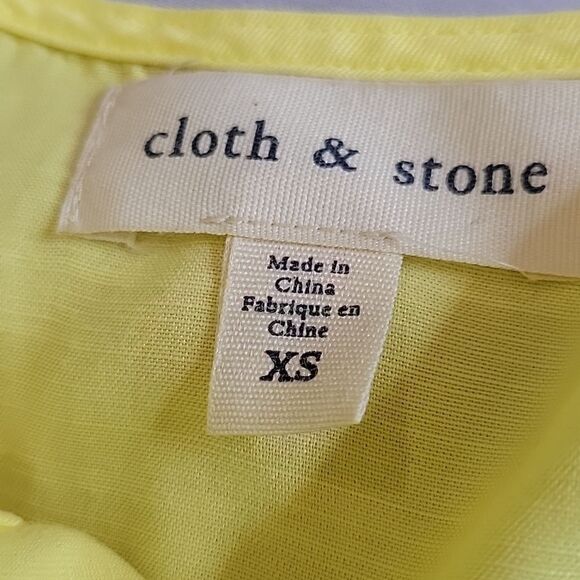 cloth & stone
Made in
China
Fabrique en
Chine
XS